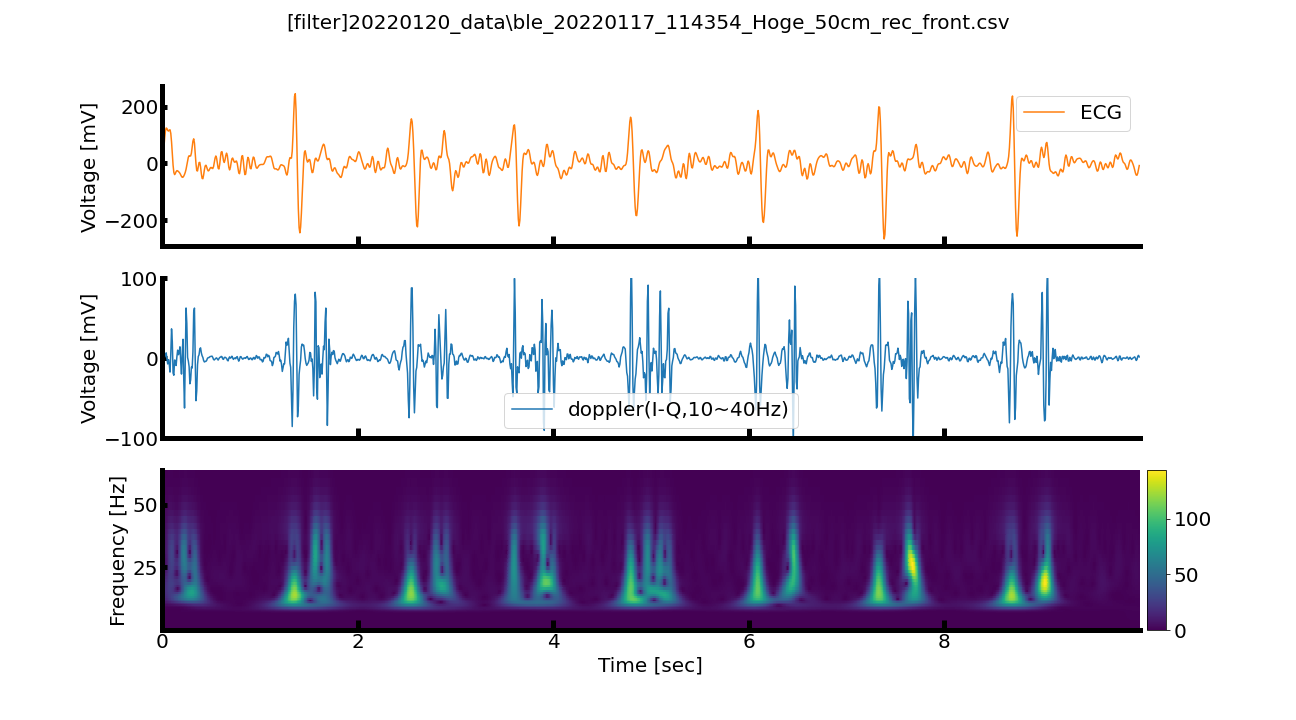 [filter]20220120_data\ble_20220117_114354_Hoge_50cm_rec_front.csv
Voltage [mV]
200
0
−200
ECG
Voltage [mV]
100
0
−100
doppler(I-Q,10~40Hz)
Frequency [Hz]
50
25
100
50
0
0 2 4 6 8
Time [sec]